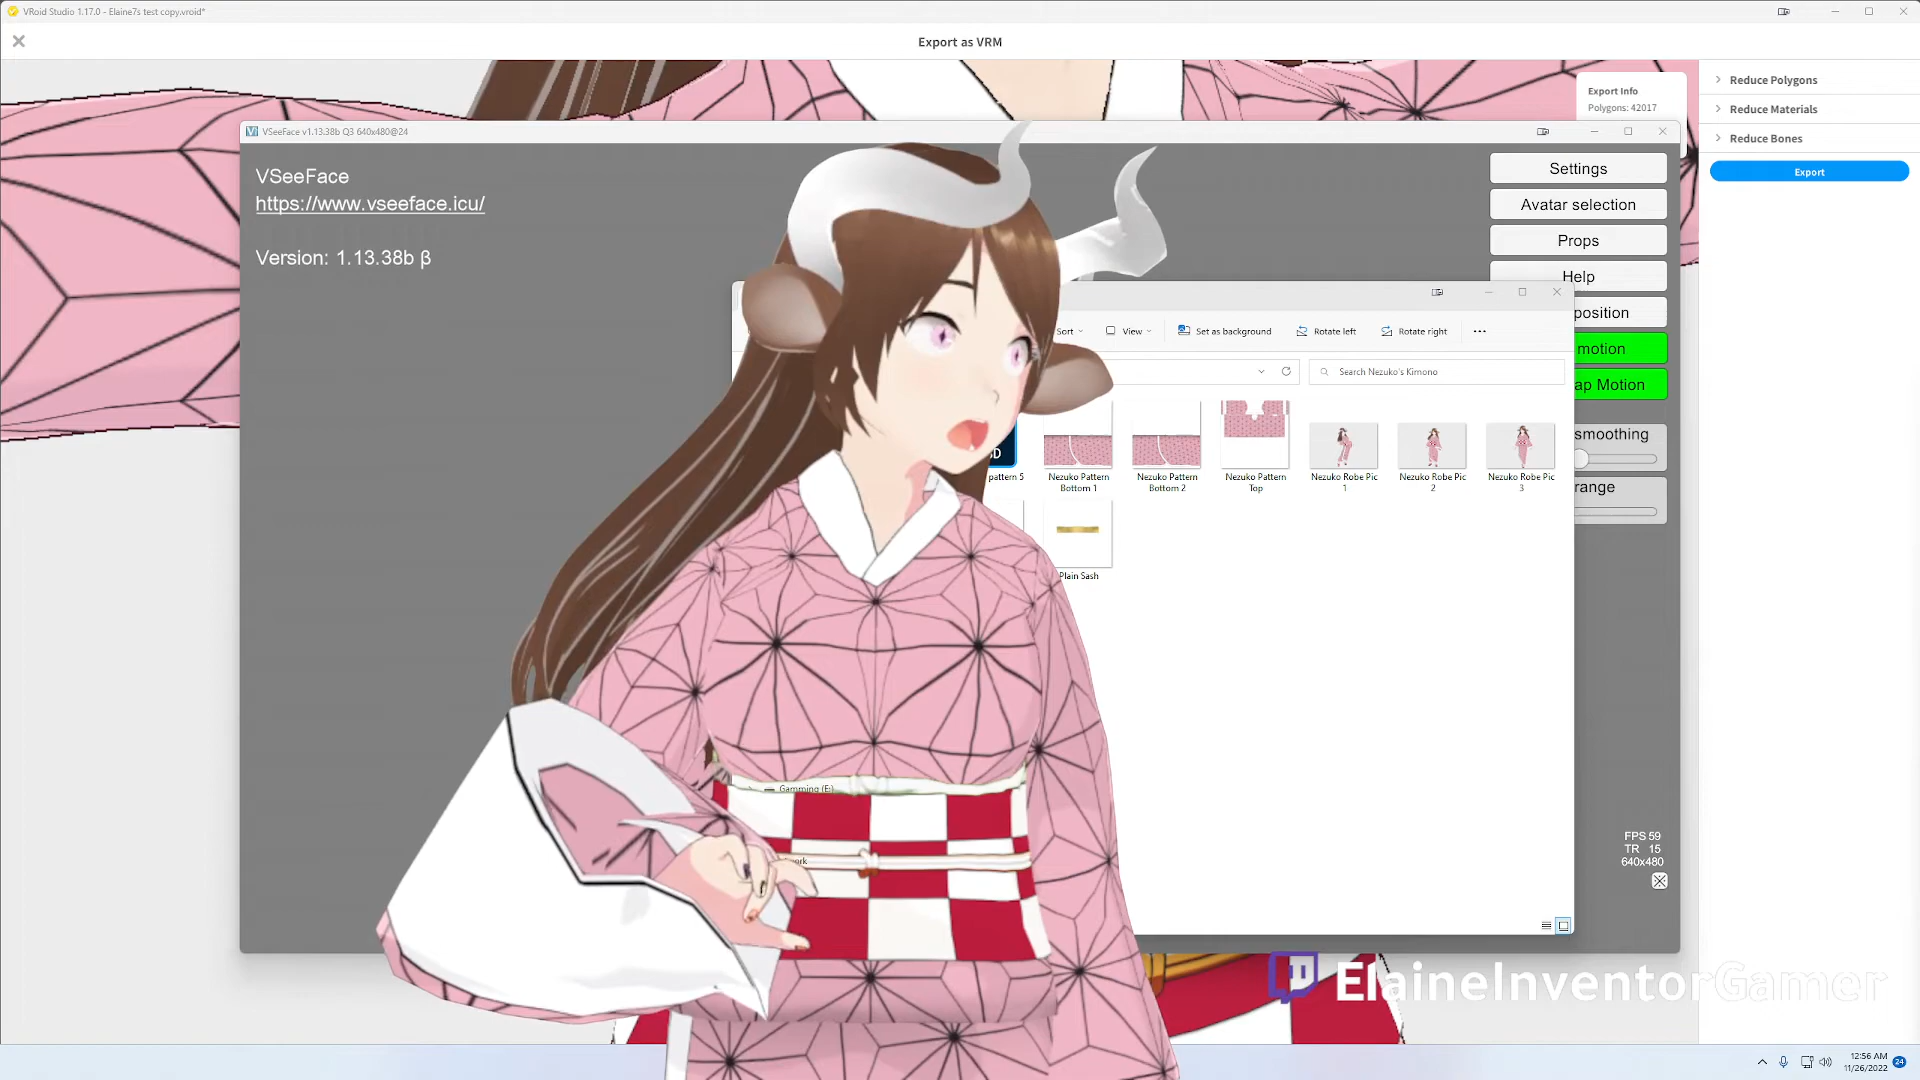 VRoid Studio 1.17.0 - Elaine7s test copy.vroid*
Export as VRM
Export Info
Polygons: 42017
Reduce Polygons
Reduce Materials
Reduce Bones
Export
VSeeFace v1.13.38b Q3 640x480@24
VSeeFace
https://www.vseeface.icu/
Version: 1.13.38b β
Settings
Avatar selection
Props
Help
position
motion
ap Motion
smoothing
range
Sort
View
Set as background
Rotate left
Rotate right
Search Nezuko's Kimono
D
pattern 5
Nezuko Pattern
Bottom 1
Nezuko Pattern
Bottom 2
Nezuko Pattern
Top
Nezuko Robe Pic
1
Nezuko Robe Pic
2
Nezuko Robe Pic
3
Plain Sash
Gamming (E:)
ork
FPS 59
TR 15
640x480
ElaineInventorGamer
12:56 AM
11/26/2022
24